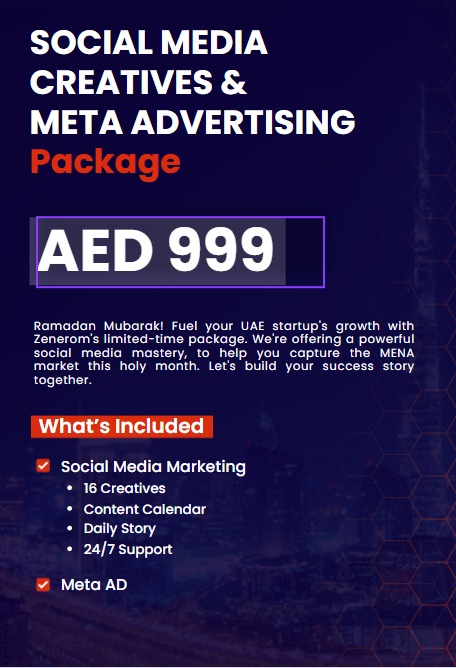 SOCIAL MEDIA
CREATIVES &
META ADVERTISING
Package
AED 999
Ramadan Mubarak! Fuel your UAE startup's growth with
Zenerom's limited-time package. We're offering a powerful
social media mastery, to help you capture the MENA
market this holy month. Let's build your success story
together.
What's Included
Social Media Marketing
• 16 Creatives
• Content Calendar
• Daily Story
• 24/7 Support
Meta AD